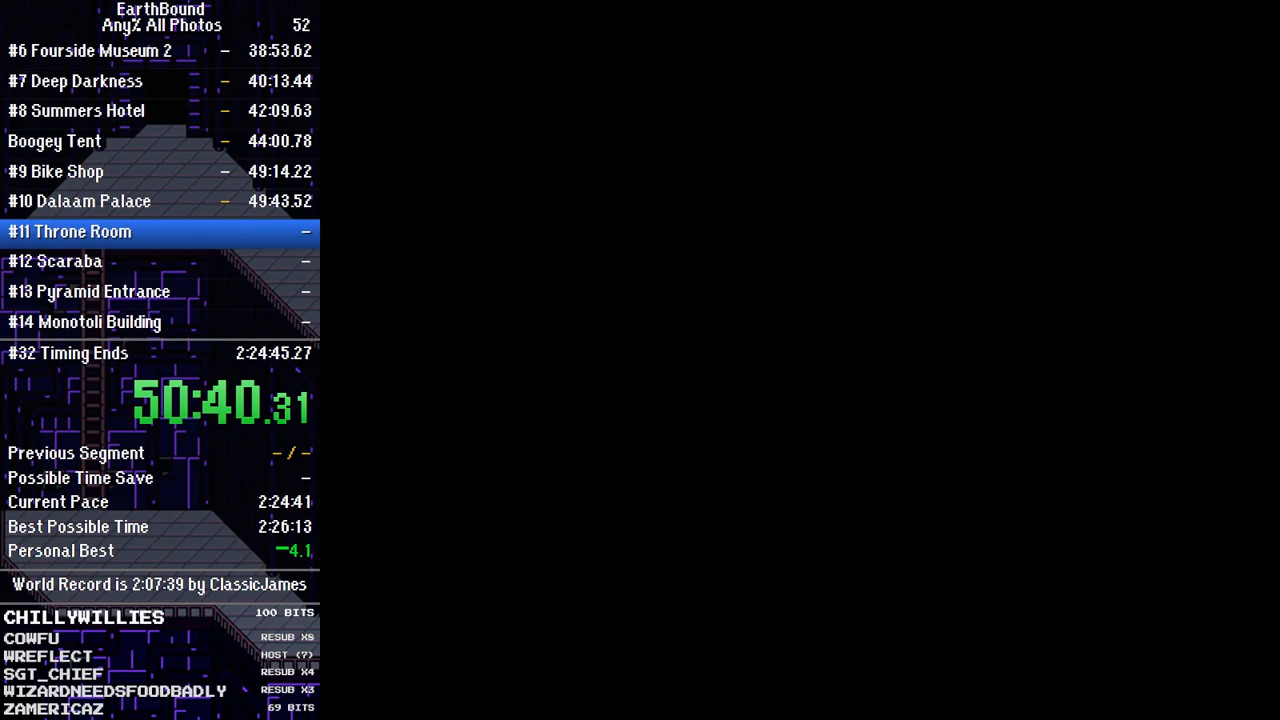 EarthBound
Any% All Photos 52
#6 Fourside Museum 2 – 38:53.62
#7 Deep Darkness – 40:13.44
#8 Summers Hotel – 42:09.63
Boogey Tent – 44:00.78
#9 Bike Shop – 49:14.22
#10 Dalaam Palace – 49:43.52
#11 Throne Room –
#12 Scaraba –
#13 Pyramid Entrance –
#14 Monotoli Building –
#32 Timing Ends 2:24:45.27
50:40.31
Previous Segment – / –
Possible Time Save –
Current Pace 2:24:41
Best Possible Time 2:26:13
Personal Best −4.1
World Record is 2:07:39 by ClassicJames
CHILLYWILLIES 100 BITS
COWFU RESUB X8
WREFLECT HOST (7)
SGT_CHIEF RESUB X4
WIZARDNEEDSFOODBADLY RESUB X3
ZAMERICAZ 69 BITS